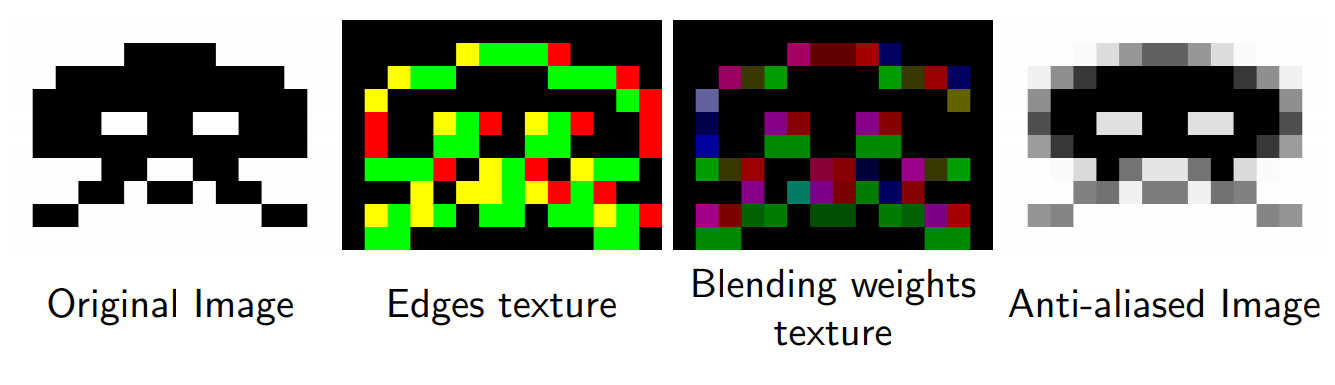 Original Image
Edges texture
Blending weights
texture
Anti-aliased Image